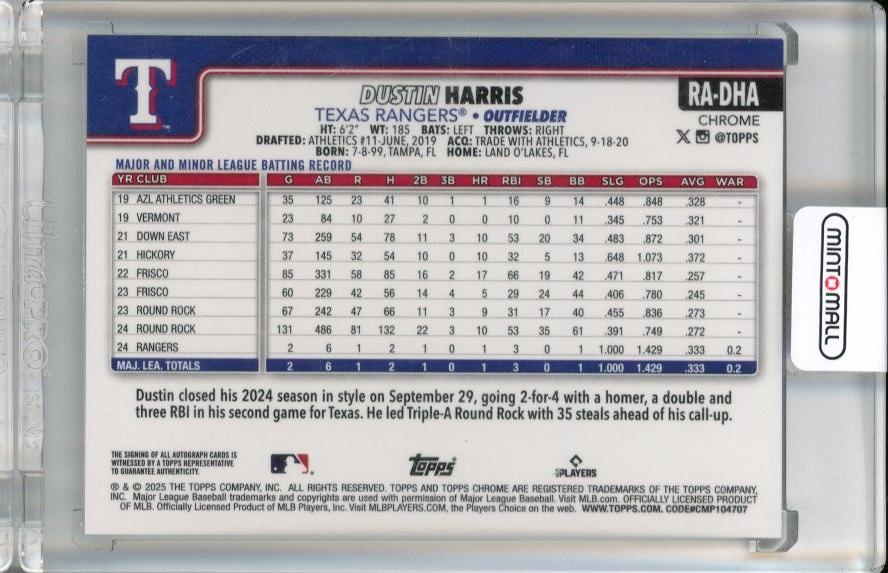 T
DUSTIN HARRIS
RA-DHA
TEXAS RANGERS® • OUTFIELDER
CHROME
HT: 6'2" WT: 185 BATS: LEFT THROWS: RIGHT
@TOPPS
DRAFTED: ATHLETICS #11-JUNE, 2019 ACQ: TRADE WITH ATHLETICS, 9-18-20
BORN: 7-8-99, TAMPA, FL HOME: LAND O'LAKES, FL
MAJOR AND MINOR LEAGUE BATTING RECORD
YR CLUB G AB R H 2B 3B HR RBI SB BB SLG OPS AVG WAR
19 AZL ATHLETICS GREEN 35 125 23 41 10 1 1 16 9 14 .448 .848 .328 -
19 VERMONT 23 84 10 27 2 0 0 10 0 11 .345 .753 .321 -
21 DOWN EAST 73 259 54 78 11 3 10 53 20 34 .483 .872 .301 -
21 HICKORY 37 145 32 54 10 0 10 32 5 13 .648 1.073 .372 -
22 FRISCO 85 331 58 85 16 2 17 66 19 42 .471 .817 .257 -
23 FRISCO 60 229 42 56 14 4 5 29 24 44 .406 .780 .245 -
23 ROUND ROCK 67 242 47 66 11 3 9 31 17 40 .455 .836 .273 -
24 ROUND ROCK 131 486 81 132 22 3 10 53 35 61 .391 .749 .272 -
24 RANGERS 2 6 1 2 1 0 1 3 0 1 1.000 1.429 .333 0.2
MAJ. LEA. TOTALS 2 6 1 2 1 0 1 3 0 1 1.000 1.429 .333 0.2
Dustin closed his 2024 season in style on September 29, going 2-for-4 with a homer, a double and
three RBI in his second game for Texas. He led Triple-A Round Rock with 35 steals ahead of his call-up.
THE SIGNING OF ALL AUTOGRAPH CARDS IS
WITNESSED BY A TOPPS REPRESENTATIVE
TO GUARANTEE AUTHENTICITY.
Topps
PLAYERS
® & © 2025 THE TOPPS COMPANY, INC. ALL RIGHTS RESERVED. TOPPS AND TOPPS CHROME ARE REGISTERED TRADEMARKS OF THE TOPPS COMPANY,
INC. Major League Baseball trademarks and copyrights are used with permission of Major League Baseball. Visit MLB.com. OFFICIALLY LICENSED PRODUCT
OF MLB. Officially Licensed Product of MLB Players, Inc. Visit MLBPLAYERS.COM, the Players Choice on the web. WWW.TOPPS.COM. CODE#CMP104707
MINTOMALL